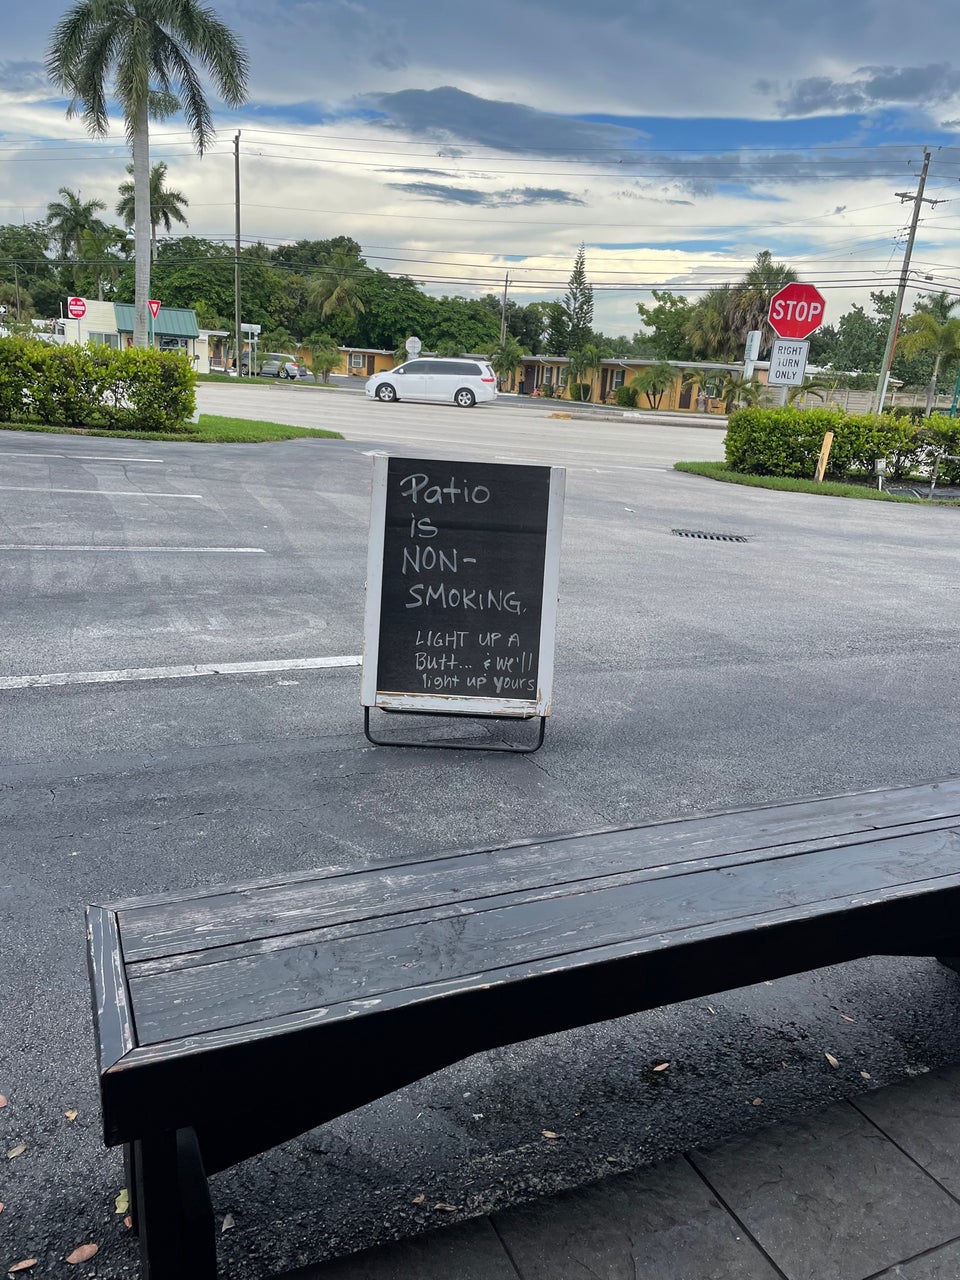 STOP
RIGHT
TURN
ONLY
Patio
is
NON-
SMOKING.
LIGHT UP A
Butt... & we'll
light up yours